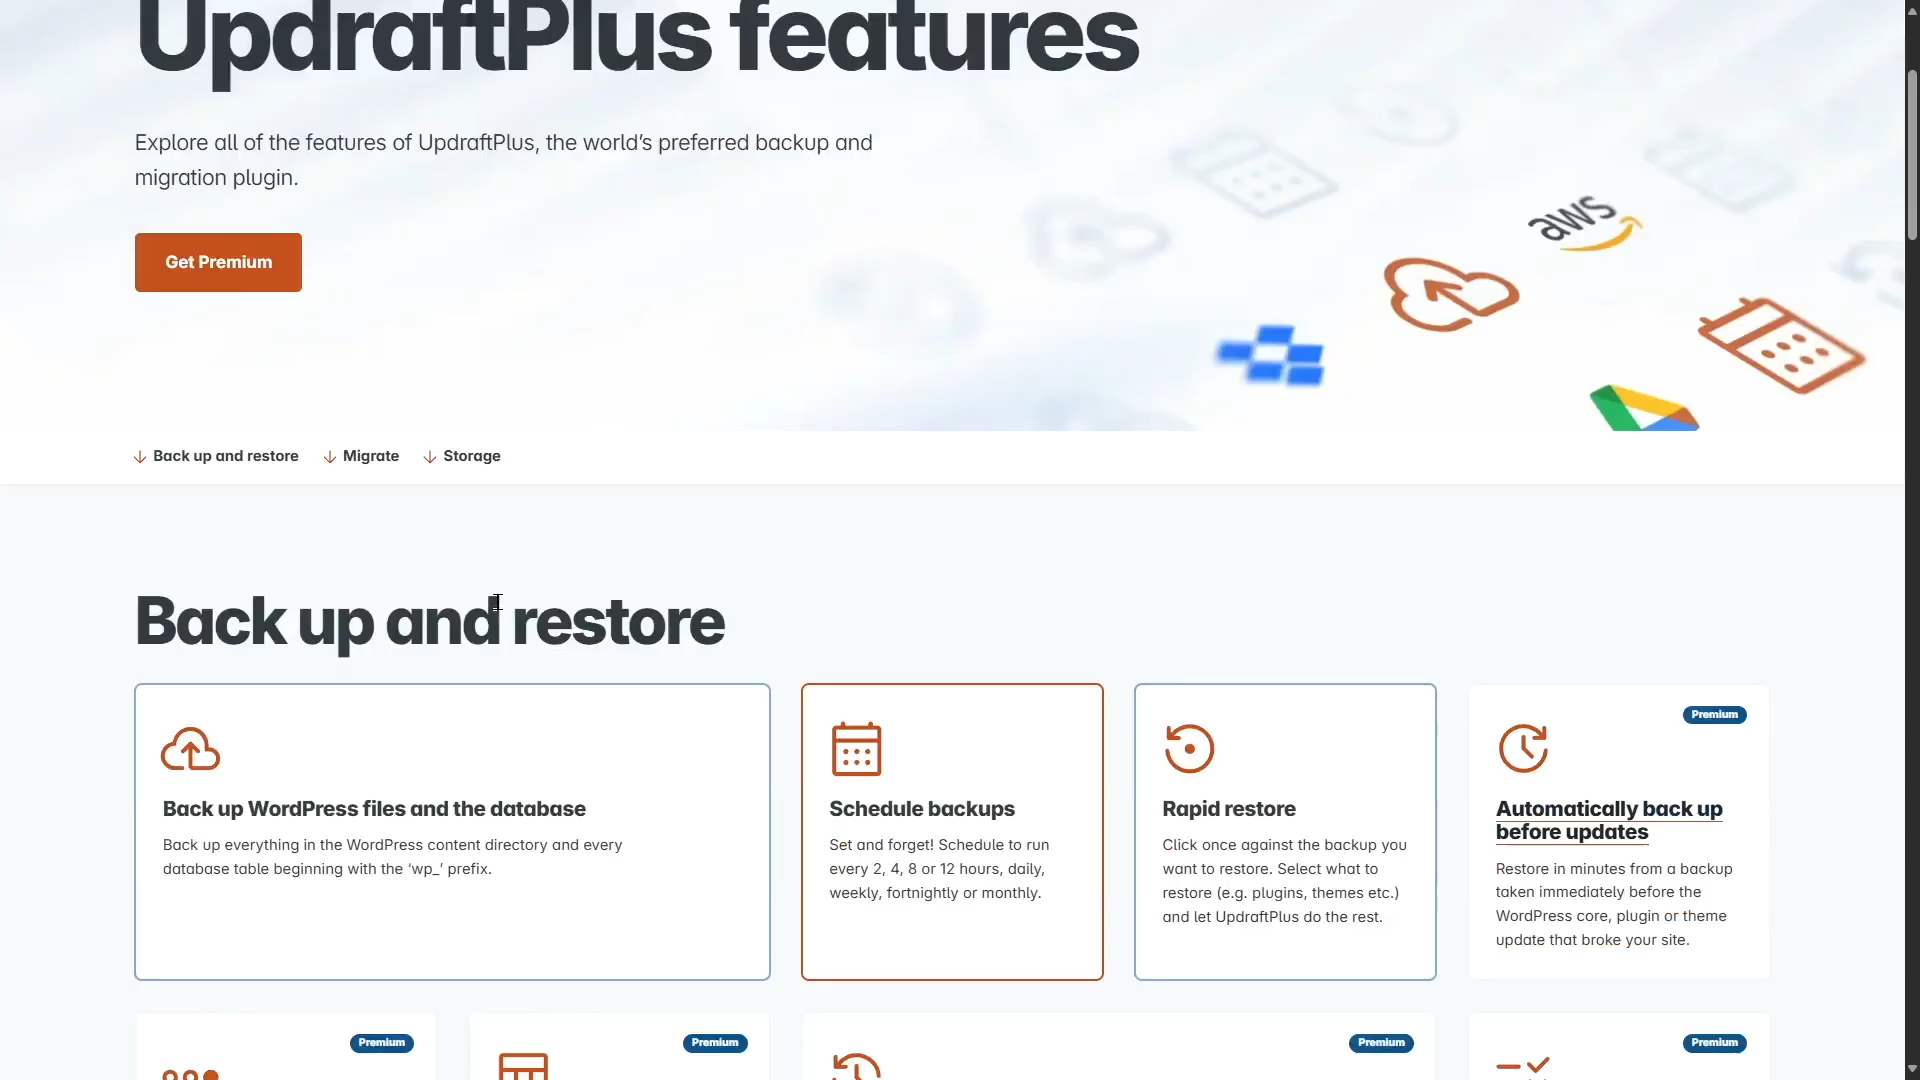 UpdraftPlus features
Explore all of the features of UpdraftPlus, the world’s preferred backup and
migration plugin.
Get Premium
aws
Back up and restore
Migrate
Storage
Back up and restore
Back up WordPress files and the database
Back up everything in the WordPress content directory and every
database table beginning with the ‘wp_’ prefix.
Schedule backups
Set and forget! Schedule to run
every 2, 4, 8 or 12 hours, daily,
weekly, fortnightly or monthly.
Rapid restore
Click once against the backup you
want to restore. Select what to
restore (e.g. plugins, themes etc.)
and let UpdraftPlus do the rest.
Premium
Automatically back up
before updates
Restore in minutes from a backup
taken immediately before the
WordPress core, plugin or theme
update that broke your site.
Premium
Premium
Premium
Premium